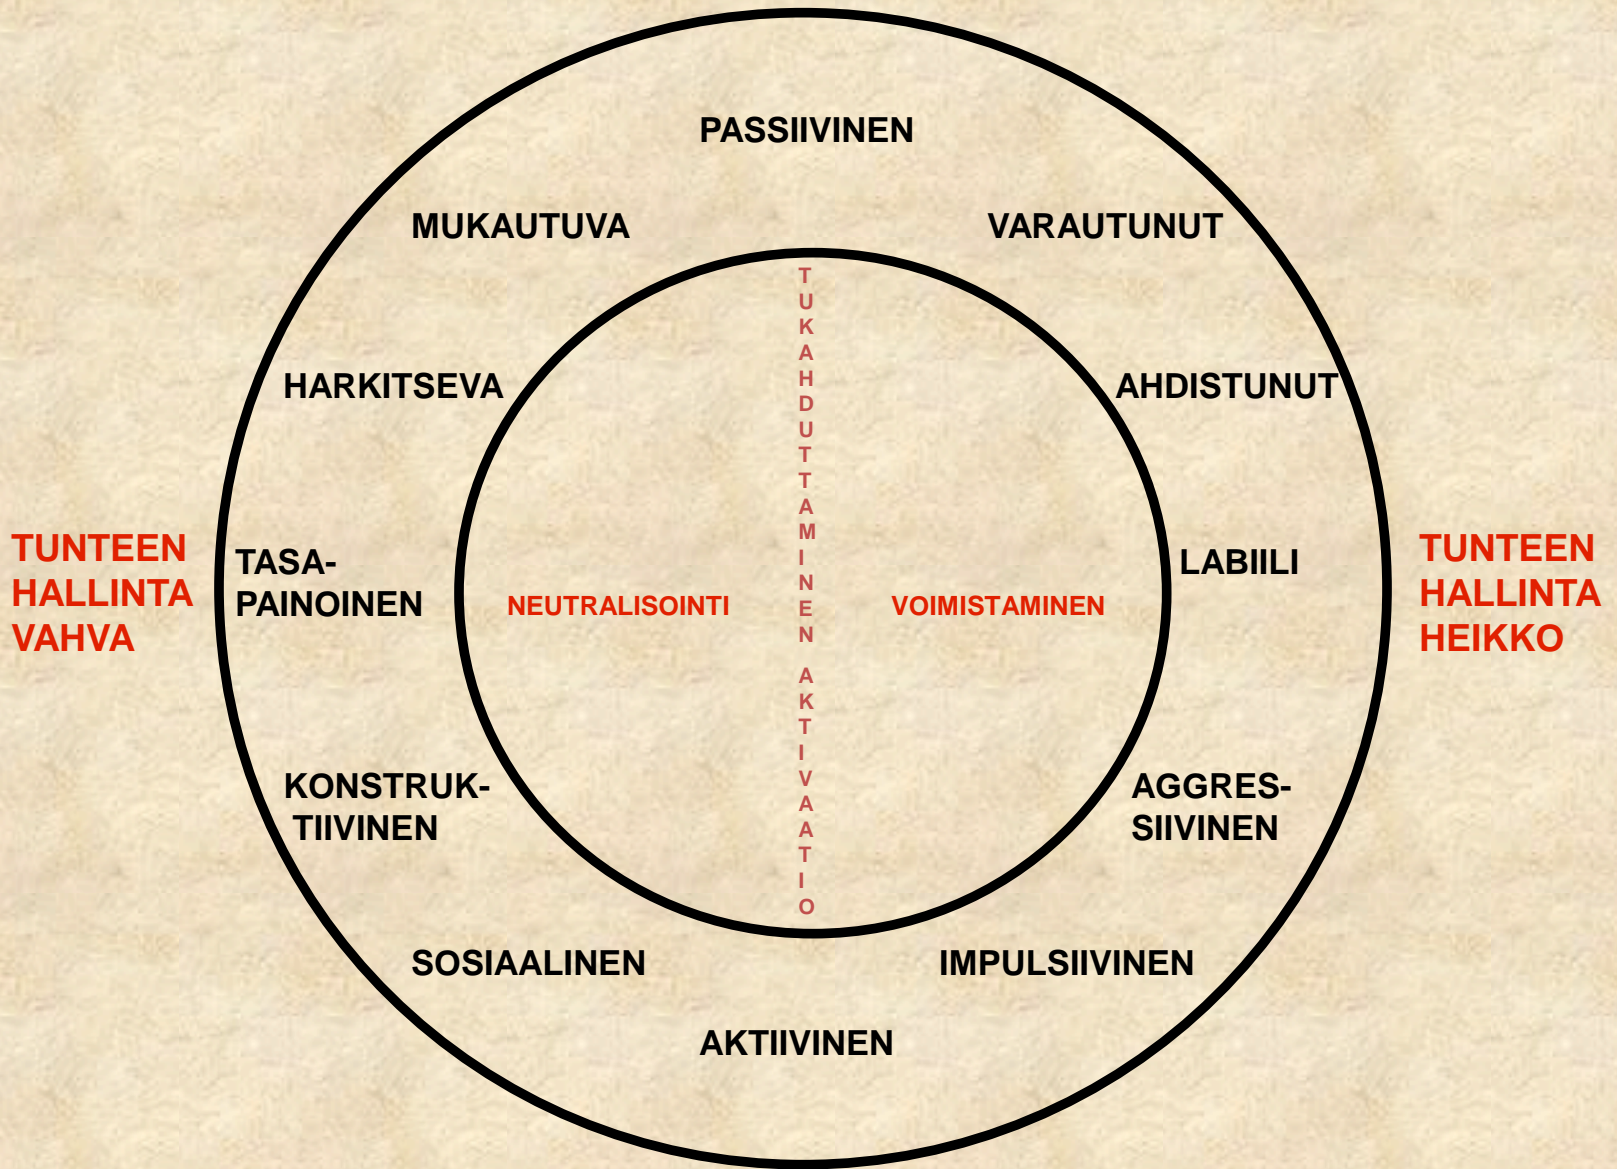 PASSIIVINEN
MUKAUTUVA
VARAUTUNUT
HARKITSEVA
AHDISTUNUT
TUNTEEN
HALLINTA
VAHVA
TASA-
PAINOINEN
NEUTRALISOINTI
TUKAHDUTTAMINEN AKTIVAATIO
VOIMISTAMINEN
LABIILI
TUNTEEN
HALLINTA
HEIKKO
KONSTRUK-
TIIVINEN
AGGRES-
SIIVINEN
SOSIAALINEN
IMPULSIIVINEN
AKTIIVINEN